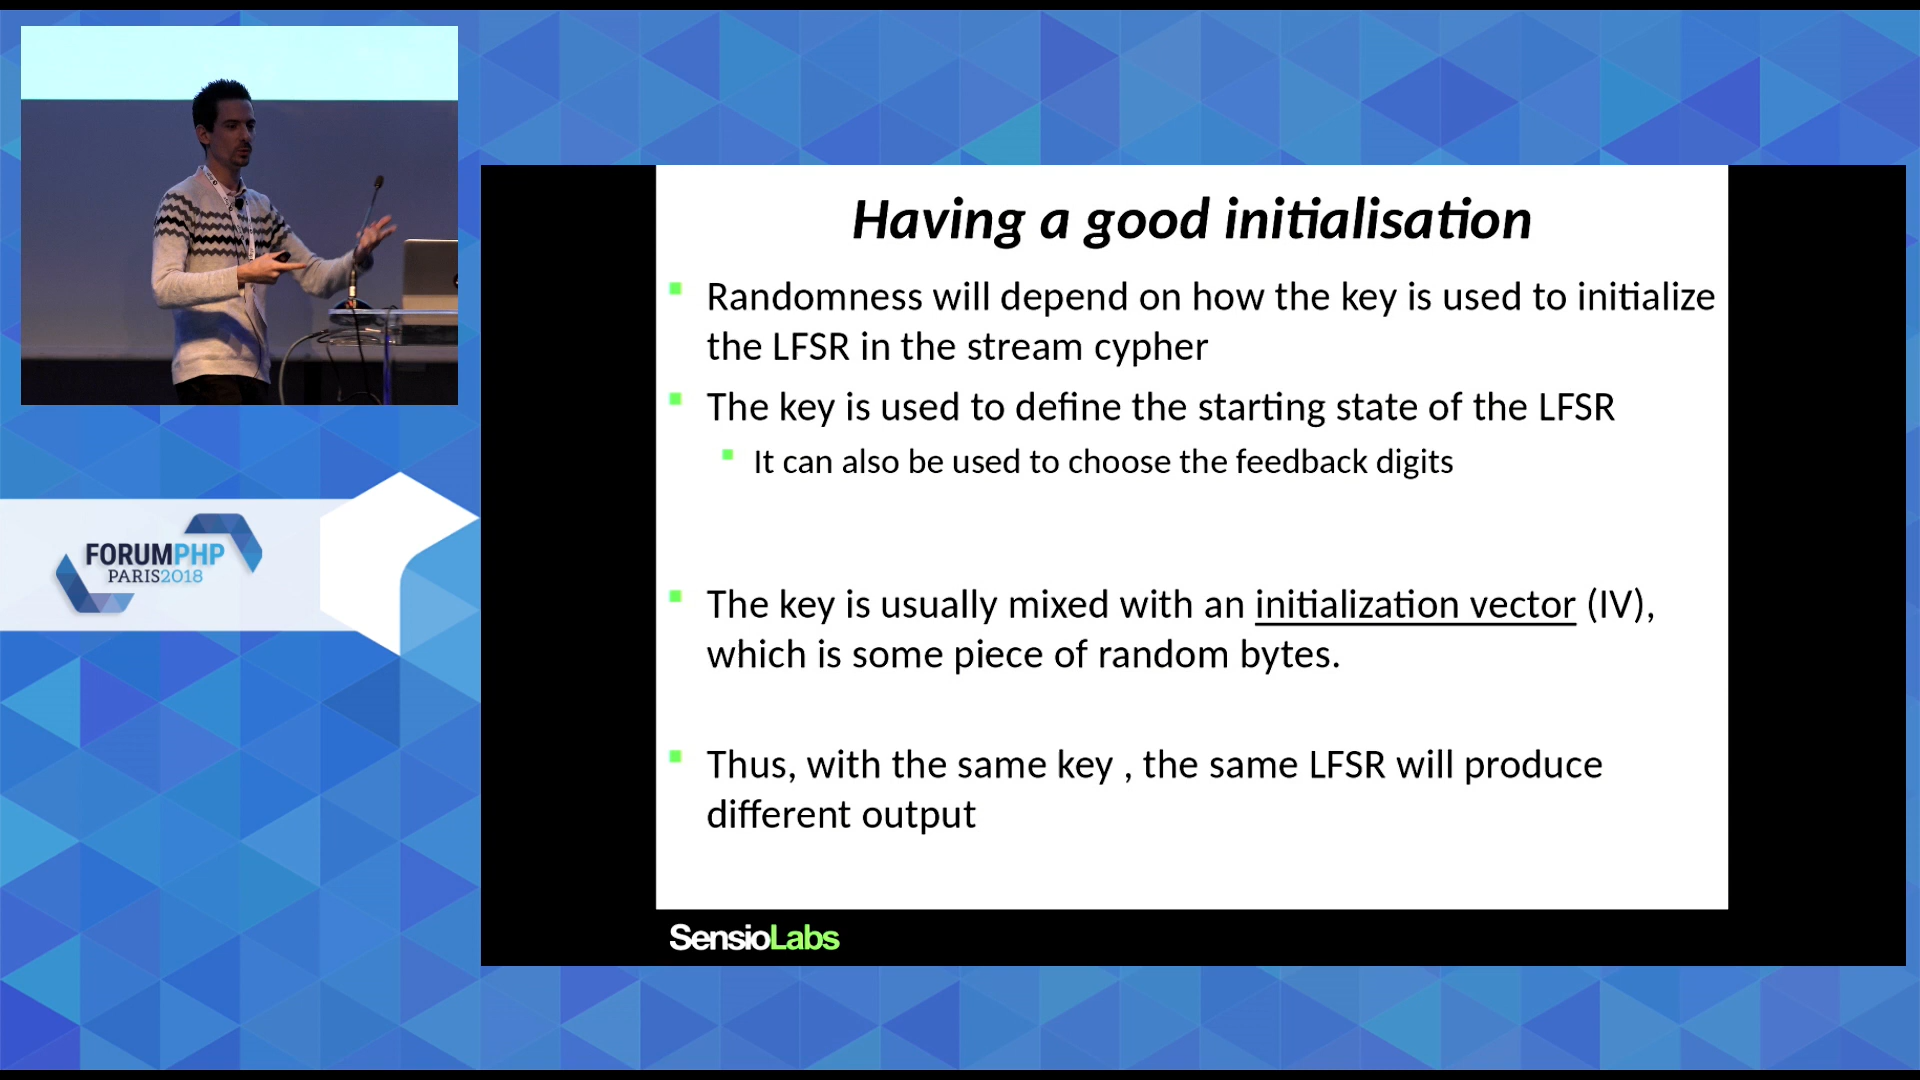 Having a good initialisation
Randomness will depend on how the key is used to initialize
the LFSR in the stream cypher
The key is used to define the starting state of the LFSR
It can also be used to choose the feedback digits
The key is usually mixed with an initialization vector (IV),
which is some piece of random bytes.
Thus, with the same key , the same LFSR will produce
different output
SensioLabs
FORUMPHP
PARIS2018